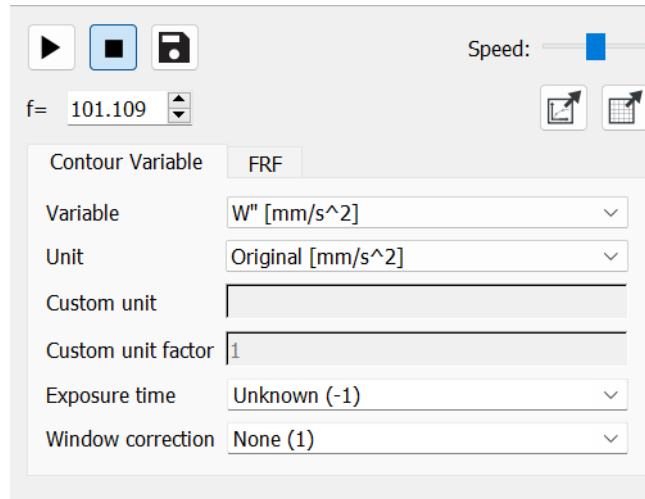 Speed:
f= 101.109
Contour Variable FRF
Variable W" [mm/s^2]
Unit Original [mm/s^2]
Custom unit
Custom unit factor 1
Exposure time Unknown (-1)
Window correction None (1)